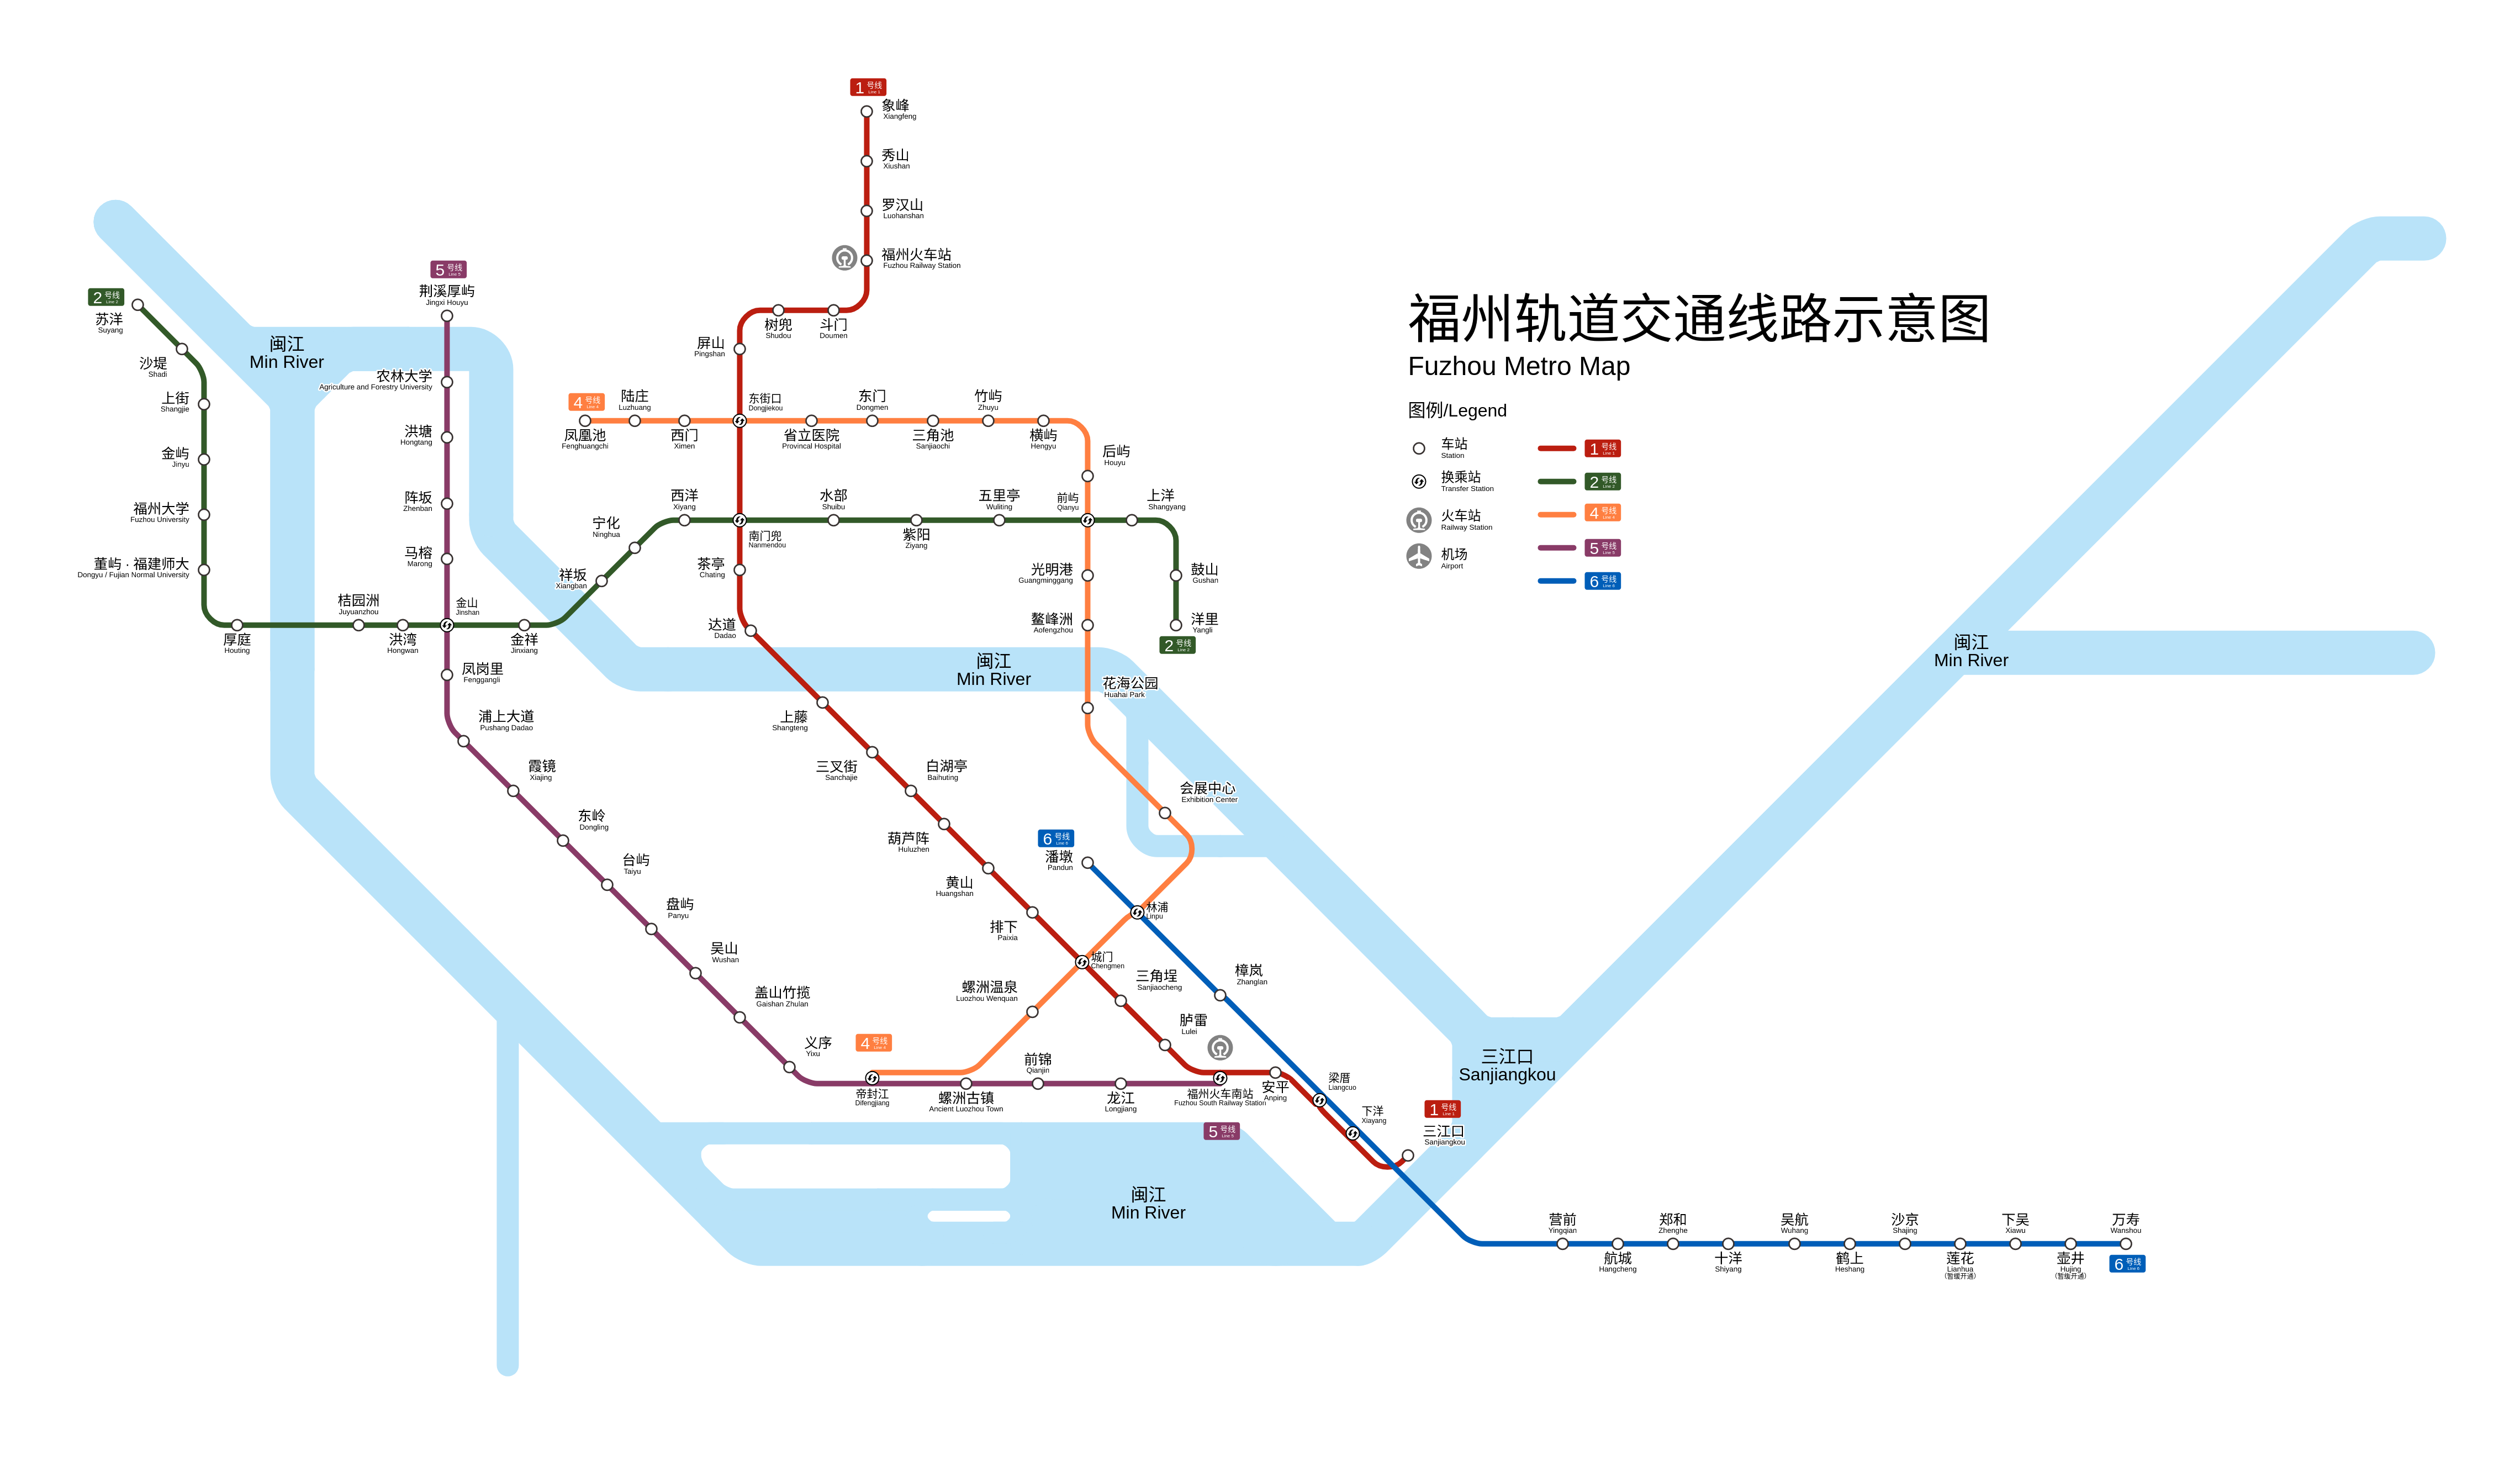 1 号线
Line 1
象峰
Xiangfeng
秀山
Xiushan
罗汉山
Luohanshan
福州火车站
Fuzhou Railway Station
斗门
Doumen
树兜
Shudou
屏山
Pingshan
5 号线
Line 5
荆溪厚屿
Jingxi Houyu
2 号线
Line 2
苏洋
Suyang
沙堤
Shadi
上街
Shangjie
金屿
Jinyu
福州大学
Fuzhou University
董屿 · 福建师大
Dongyu / Fujian Normal University
厚庭
Houting
桔园洲
Juyuanzhou
洪湾
Hongwan
金山
Jinshan
金祥
Jinxiang
祥坂
Xiangban
宁化
Ninghua
西洋
Xiyang
南门兜
Nanmendou
水部
Shuibu
紫阳
Ziyang
五里亭
Wuliting
前屿
Qianyu
上洋
Shangyang
鼓山
Gushan
洋里
Yangli
2 号线
Line 2
闽江
Min River
农林大学
Agriculture and Forestry University
洪塘
Hongtang
阵坂
Zhenban
马榕
Marong
凤岗里
Fenggangli
浦上大道
Pushang Dadao
霞镜
Xiajing
东岭
Dongling
台屿
Taiyu
盘屿
Panyu
吴山
Wushan
盖山竹揽
Gaishan Zhulan
义序
Yixu
4 号线
Line 4
凤凰池
Fenghuangchi
陆庄
Luzhuang
西门
Ximen
东街口
Dongjiekou
省立医院
Provincal Hospital
东门
Dongmen
三角池
Sanjiaochi
竹屿
Zhuyu
横屿
Hengyu
后屿
Houyu
光明港
Guangminggang
鳌峰洲
Aofengzhou
花海公园
Huahai Park
会展中心
Exhibition Center
茶亭
Chating
达道
Dadao
闽江
Min River
上藤
Shangteng
三叉街
Sanchajie
白湖亭
Baihuting
葫芦阵
Huluzhen
黄山
Huangshan
排下
Paixia
城门
Chengmen
三角埕
Sanjiaocheng
胪雷
Lulei
6 号线
Line 6
潘墩
Pandun
林浦
Linpu
樟岚
Zhanglan
螺洲温泉
Luozhou Wenquan
4 号线
Line 4
帝封江
Difengjiang
螺洲古镇
Ancient Luozhou Town
前锦
Qianjin
龙江
Longjiang
福州火车南站
Fuzhou South Railway Station
5 号线
Line 5
安平
Anping
梁厝
Liangcuo
下洋
Xiayang
1 号线
Line 1
三江口
Sanjiangkou
三江口
Sanjiangkou
闽江
Min River
闽江
Min River
营前
Yingqian
航城
Hangcheng
郑和
Zhenghe
十洋
Shiyang
吴航
Wuhang
鹤上
Heshang
沙京
Shajing
莲花
Lianhua
(暂缓开通)
下吴
Xiawu
壶井
Hujing
(暂缓开通)
万寿
Wanshou
6 号线
Line 6
福州轨道交通线路示意图
Fuzhou Metro Map
图例/Legend
车站
Station
换乘站
Transfer Station
火车站
Railway Station
机场
Airport
1 号线
Line 1
2 号线
Line 2
4 号线
Line 4
5 号线
Line 5
6 号线
Line 6